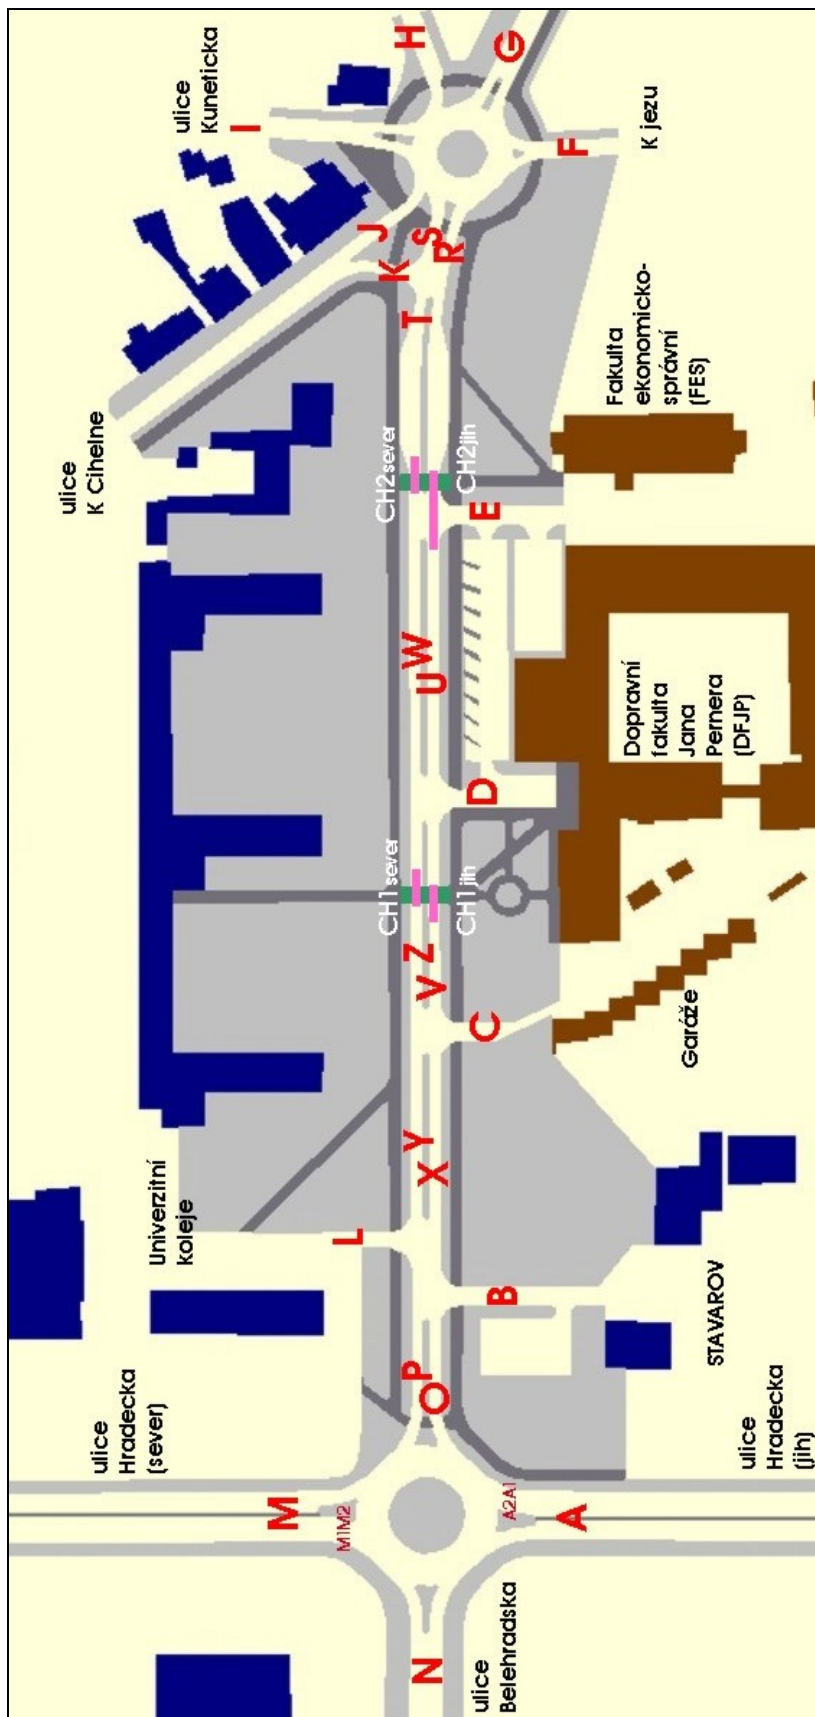 ulice
Hradecka
(sever)
Univerzitní
koleje
ulice
K Cihelne
ulice
Kuneticka
M
M1M2
L
I
J
K
H
G
CH1sever
CH2sever
N
O
P
X
Y
V
Z
U
W
T
R
S
CH1jih
CH2jih
ulice
Belehradska
A2A1
A
B
C
D
E
F
K jezu
ulice
Hradecka
(jih)
STAVAROV
Garáže
Dopravní
fakulta
Jana
Pernera
(DFJP)
Fakulta
ekonomicko-
správní
(FES)